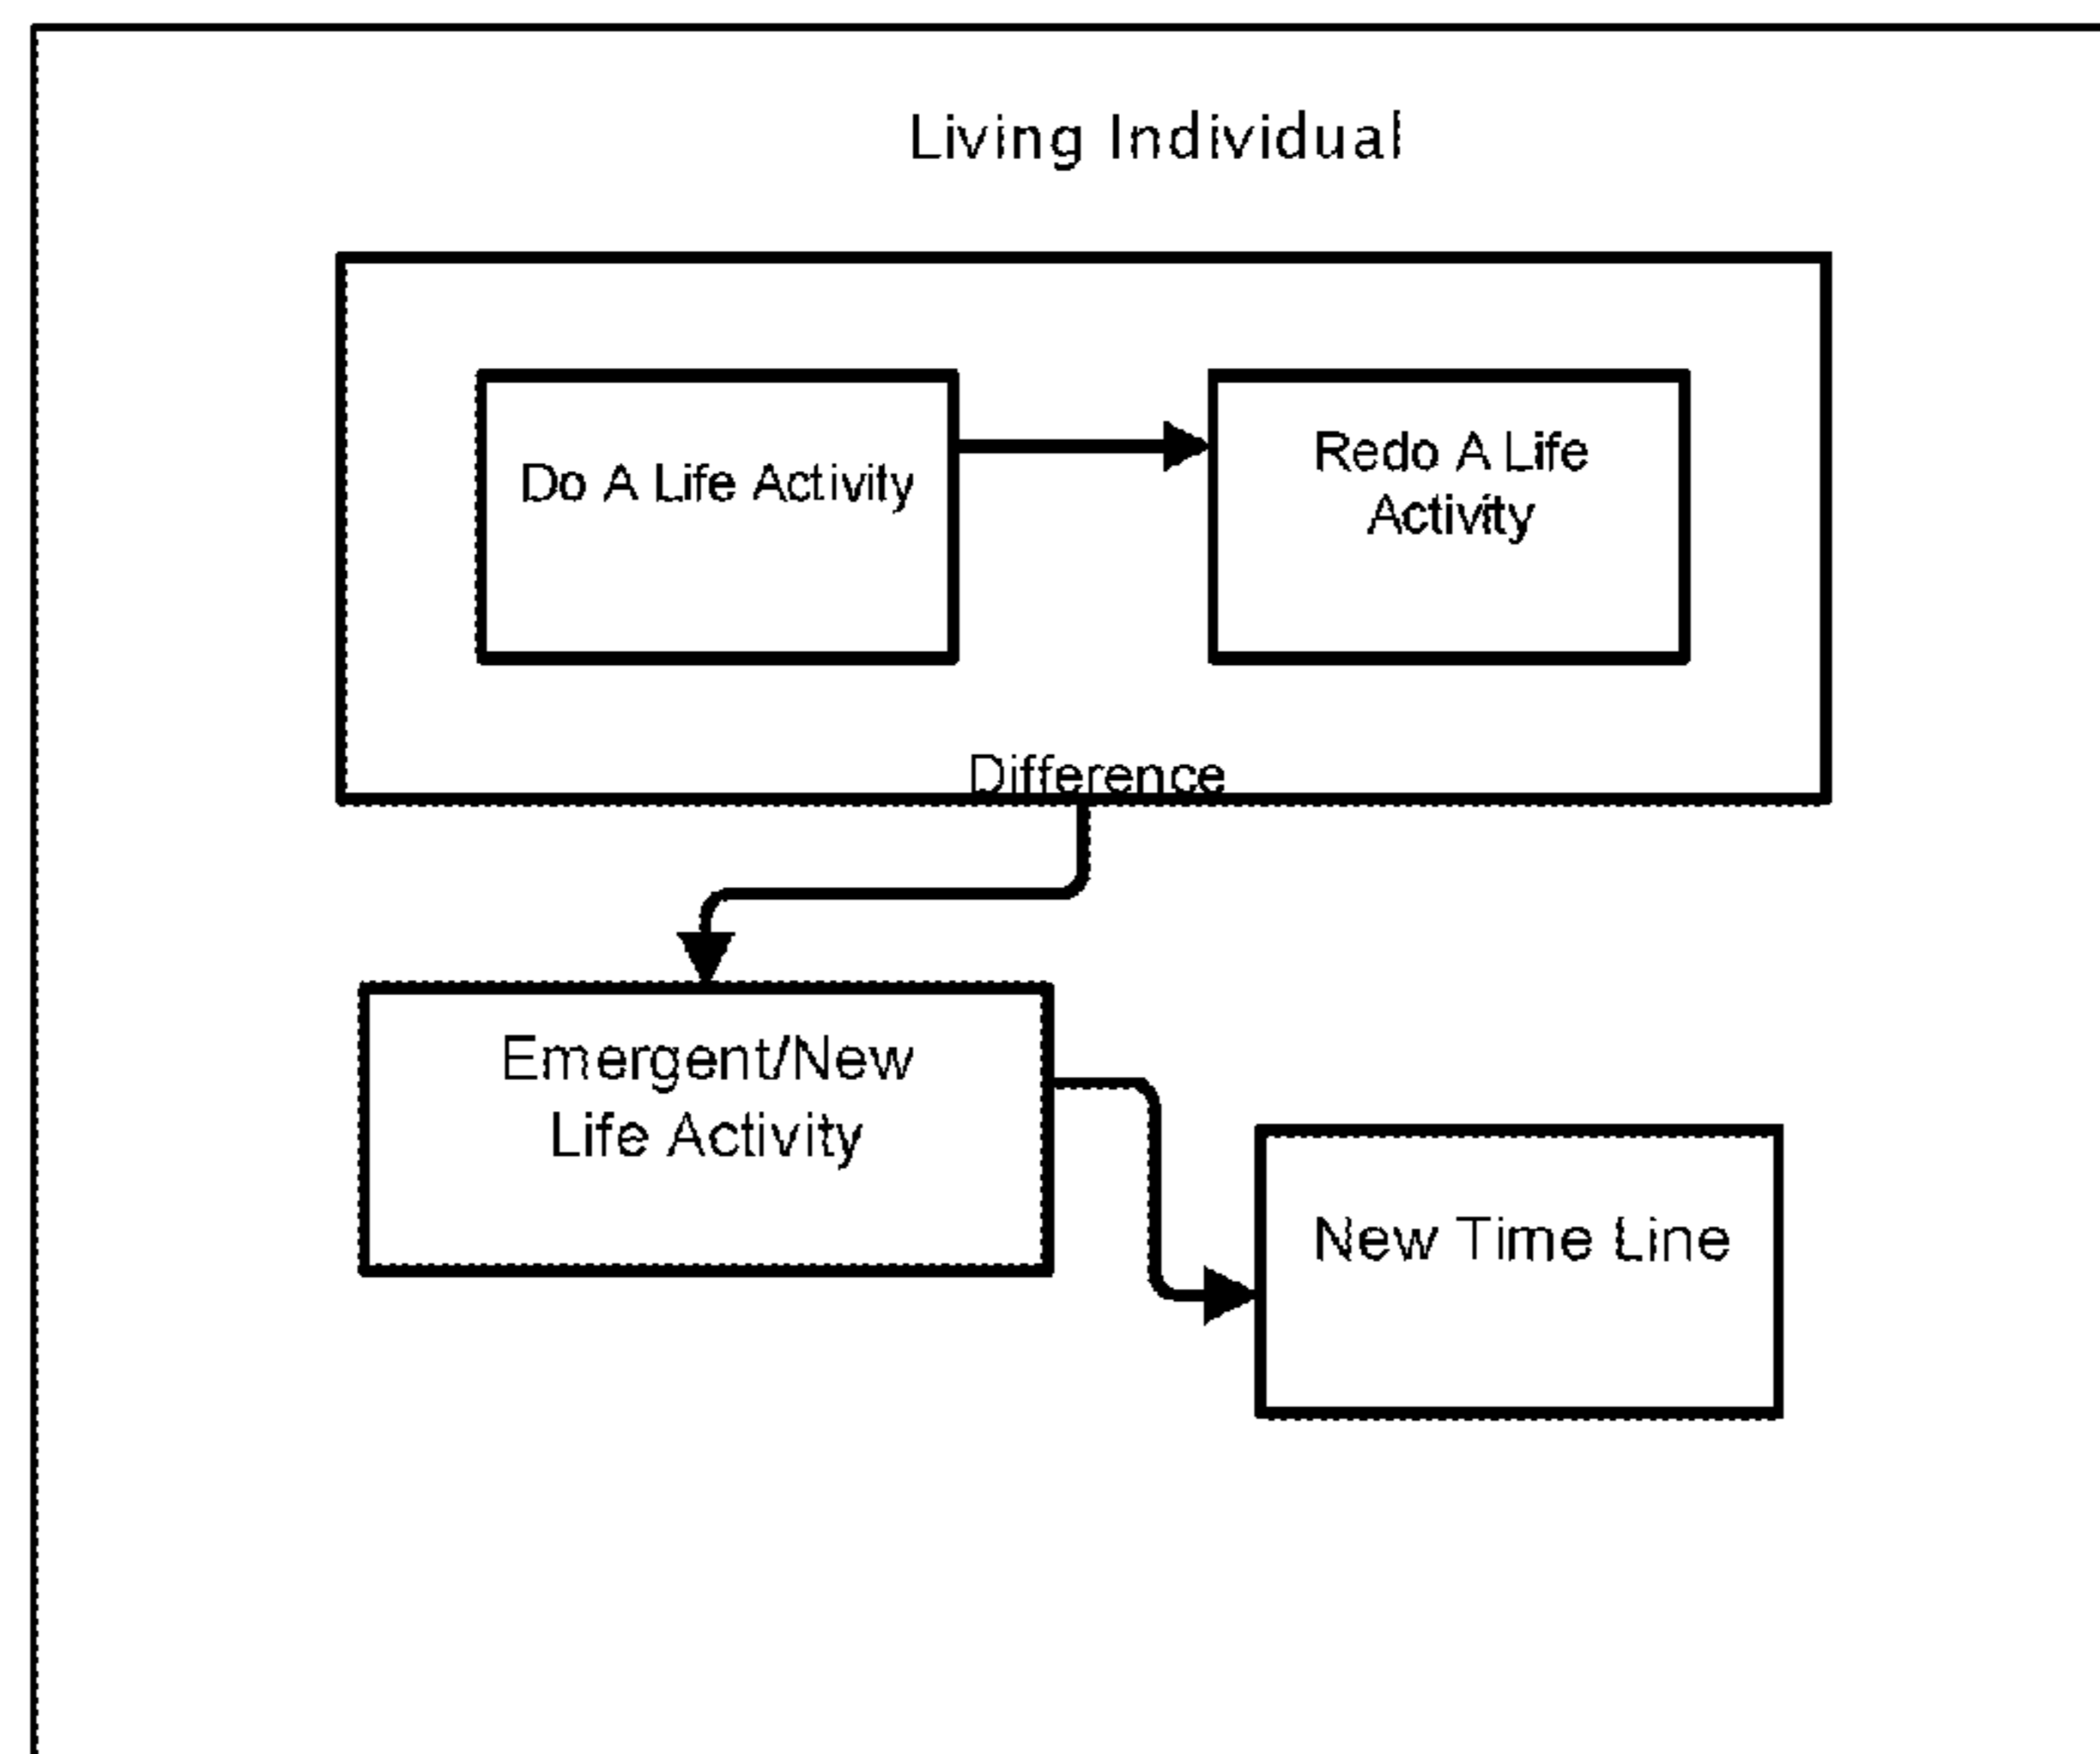 Living Individual
Do A Life Activity
Redo A Life
Activity
Difference
Emergent/New
Life Activity
New Time Line